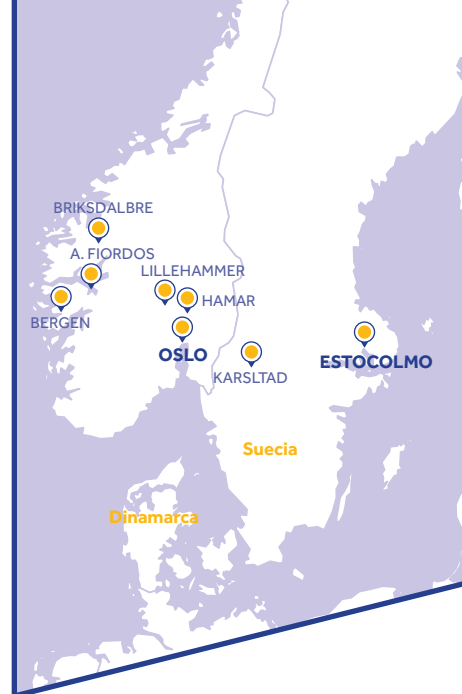 BRIKSDALBRE
A. FIORDOS
LILLEHAMMER
HAMAR
BERGEN
OSLO
ESTOCOLMO
KARSLTAD
Suecia
Dinamarca